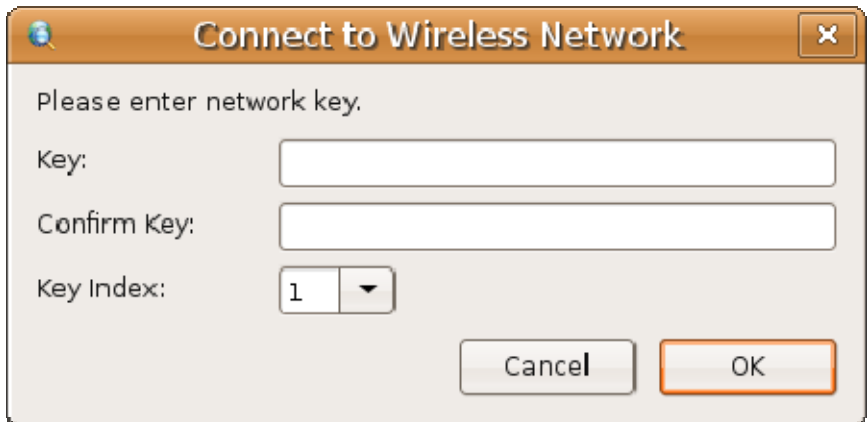 Connect to Wireless Network
Please enter network key.
Key:
Confirm Key:
Key Index:
1
Cancel
OK